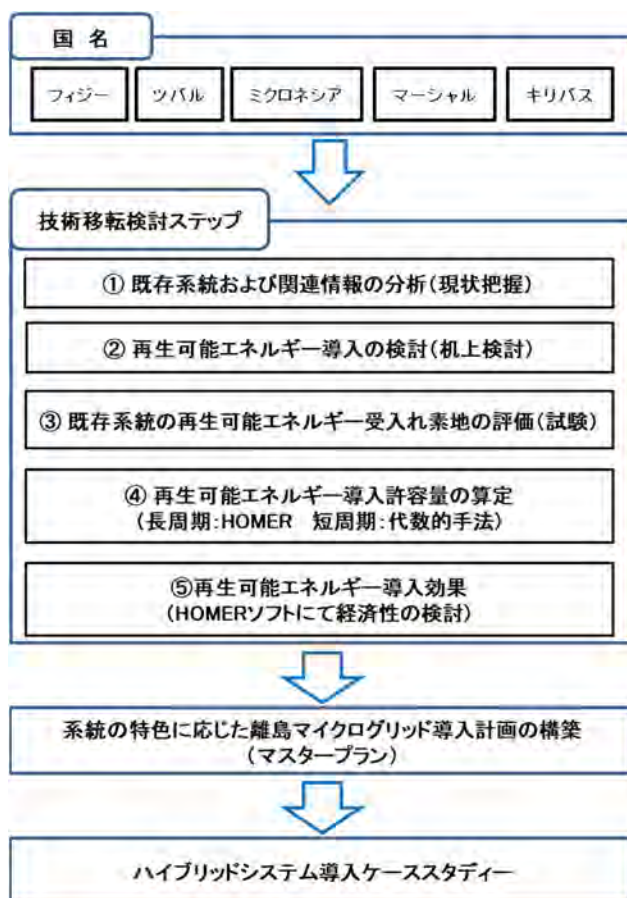 国 名
フィジー ツバル ミクロネシア マーシャル キリバス
技術移転検討ステップ
① 既存系統および関連情報の分析(現状把握)
② 再生可能エネルギー導入の検討(机上検討)
③ 既存系統の再生可能エネルギー受入れ素地の評価(試験)
④ 再生可能エネルギー導入許容量の算定
(長周期:HOMER 短周期:代数的手法)
⑤再生可能エネルギー導入効果
(HOMERソフトにて経済性の検討)
系統の特色に応じた離島マイクログリッド導入計画の構築
(マスタープラン)
ハイブリッドシステム導入ケーススタディー